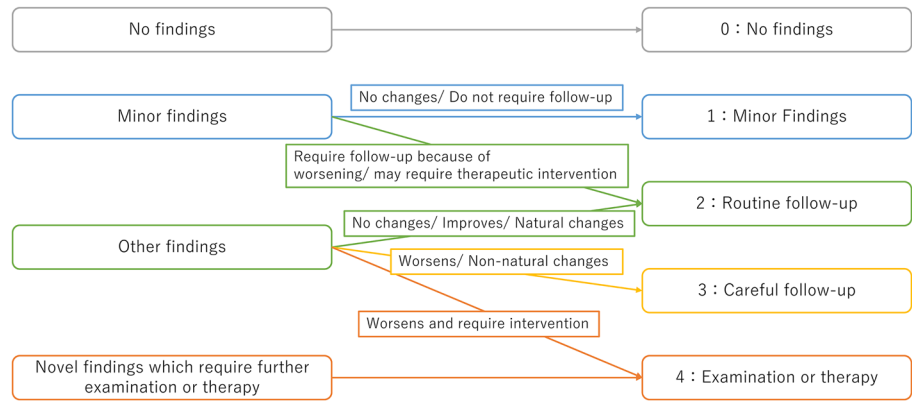 No findings
0：No findings
No changes/ Do not require follow-up
Minor findings
1：Minor Findings
Require follow-up because of
worsening/ may require therapeutic intervention
2：Routine follow-up
No changes/ Improves/ Natural changes
Other findings
Worsens/ Non-natural changes
3：Careful follow-up
Worsens and require intervention
Novel findings which require further
examination or therapy
4：Examination or therapy